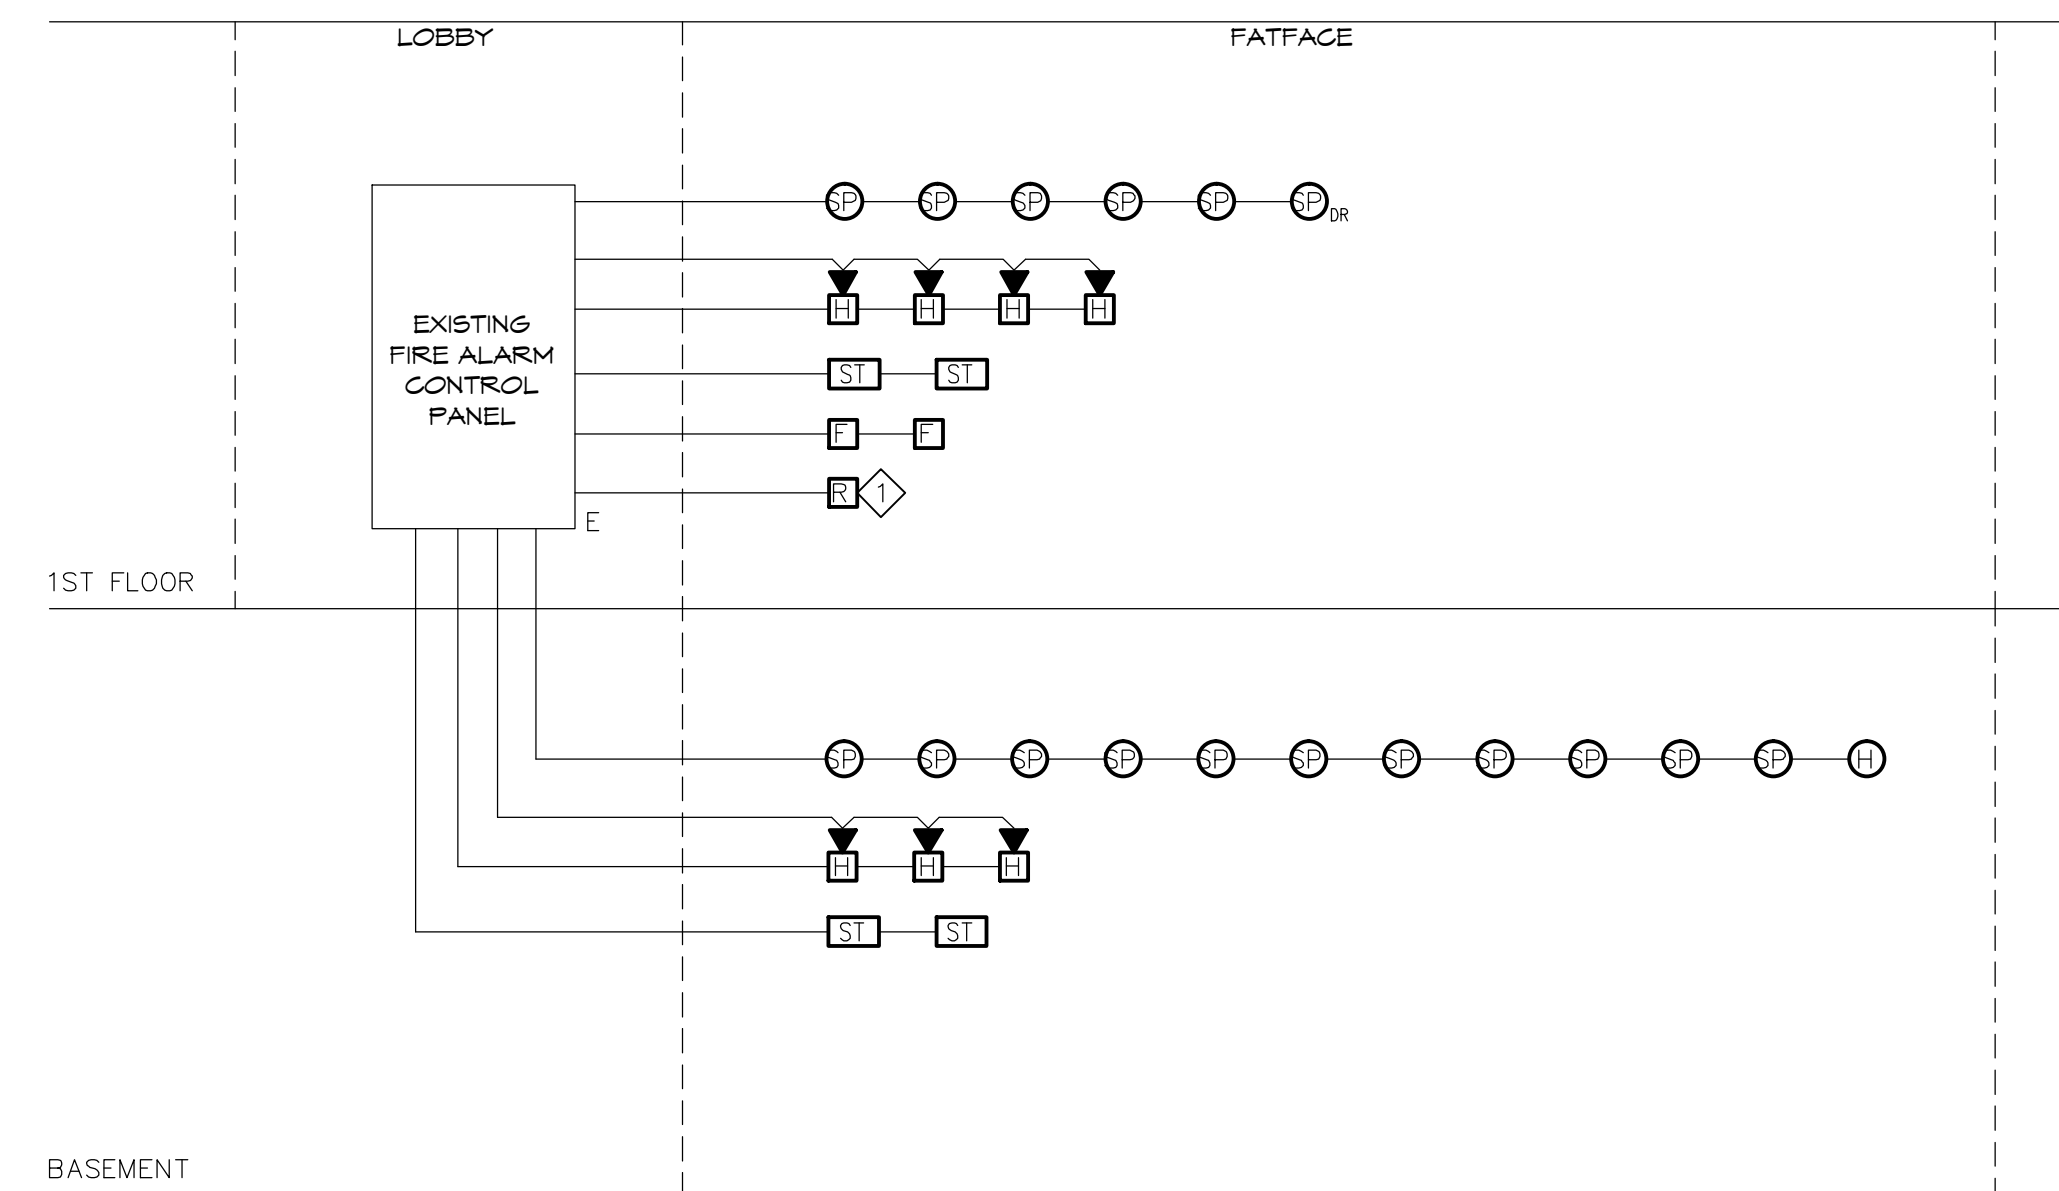 LOBBY
FATFACE
SP SP SP SP SP SP DR
H H H H
EXISTING
FIRE ALARM
CONTROL
PANEL
ST ST
F F
R 1
E
1ST FLOOR
SP SP SP SP SP SP SP SP SP SP SP H
H H H
ST ST
BASEMENT